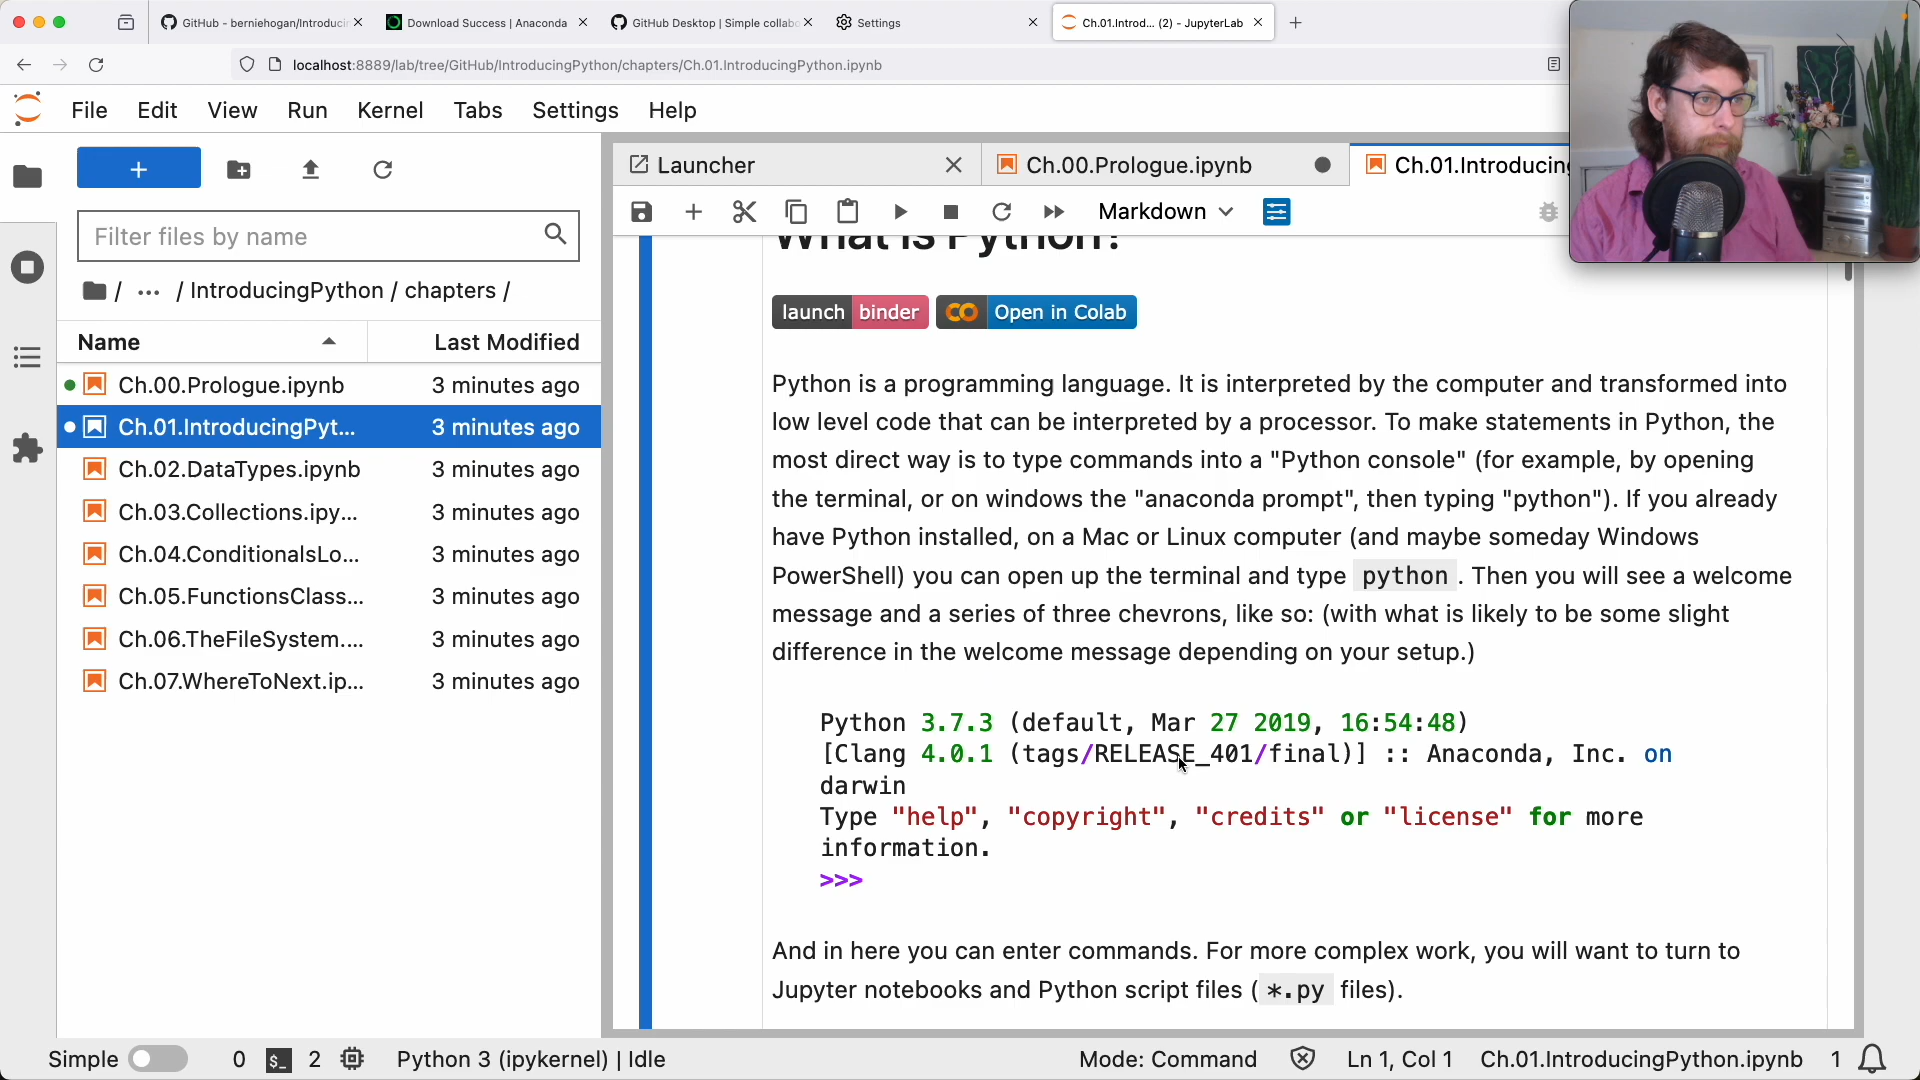 GitHub - berniehogan/Introducin
Download Success | Anaconda
GitHub Desktop | Simple collabo
Settings
Ch.01.Introd... (2) - JupyterLab
localhost:8889/lab/tree/GitHub/IntroducingPython/chapters/Ch.01.IntroducingPython.ipynb
File Edit View Run Kernel Tabs Settings Help
Launcher
Ch.00.Prologue.ipynb
Ch.01.Introducing
Markdown
Filter files by name
/ ... / IntroducingPython / chapters /
Name Last Modified
Ch.00.Prologue.ipynb 3 minutes ago
Ch.01.IntroducingPyt... 3 minutes ago
Ch.02.DataTypes.ipynb 3 minutes ago
Ch.03.Collections.ipy... 3 minutes ago
Ch.04.ConditionalsLo... 3 minutes ago
Ch.05.FunctionsClass... 3 minutes ago
Ch.06.TheFileSystem.... 3 minutes ago
Ch.07.WhereToNext.ip... 3 minutes ago
What is Python?
launch binder Open in Colab
Python is a programming language. It is interpreted by the computer and transformed into
low level code that can be interpreted by a processor. To make statements in Python, the
most direct way is to type commands into a "Python console" (for example, by opening
the terminal, or on windows the "anaconda prompt", then typing "python"). If you already
have Python installed, on a Mac or Linux computer (and maybe someday Windows
PowerShell) you can open up the terminal and type python . Then you will see a welcome
message and a series of three chevrons, like so: (with what is likely to be some slight
difference in the welcome message depending on your setup.)
Python 3.7.3 (default, Mar 27 2019, 16:54:48)
[Clang 4.0.1 (tags/RELEASE_401/final)] :: Anaconda, Inc. on
darwin
Type "help", "copyright", "credits" or "license" for more
information.
>>>
And in here you can enter commands. For more complex work, you will want to turn to
Jupyter notebooks and Python script files ( *.py files).
Simple 0 $_ 2 Python 3 (ipykernel) | Idle
Mode: Command Ln 1, Col 1 Ch.01.IntroducingPython.ipynb 1